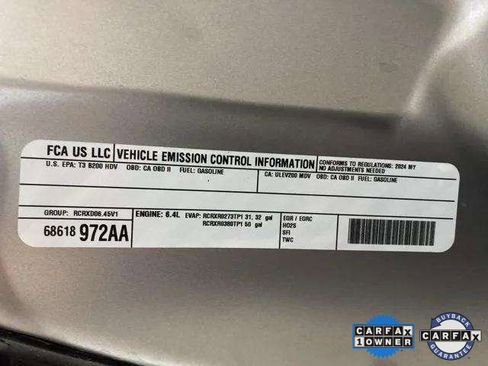 FCA US LLC VEHICLE EMISSION CONTROL INFORMATION CONFORMS TO REGULATIONS: 2024 MY
NO ADJUSTMENTS NEEDED
U.S. EPA: T3 B200 HDV OBD: CA OBD II FUEL: GASOLINE CA: ULEV200 MDV OBD: CA OBD II FUEL: GASOLINE
GROUP: RCRXD06.45V1 ENGINE: 6.4L EVAP: RCRXR0273TP1 31, 32 gal EGR / EGRC
RCRXR0380TP1 50 gal HO2S
68618 972AA SFI
TWC
CARFAX
1 OWNER
BUYBACK
CARFAX
GUARANTEE